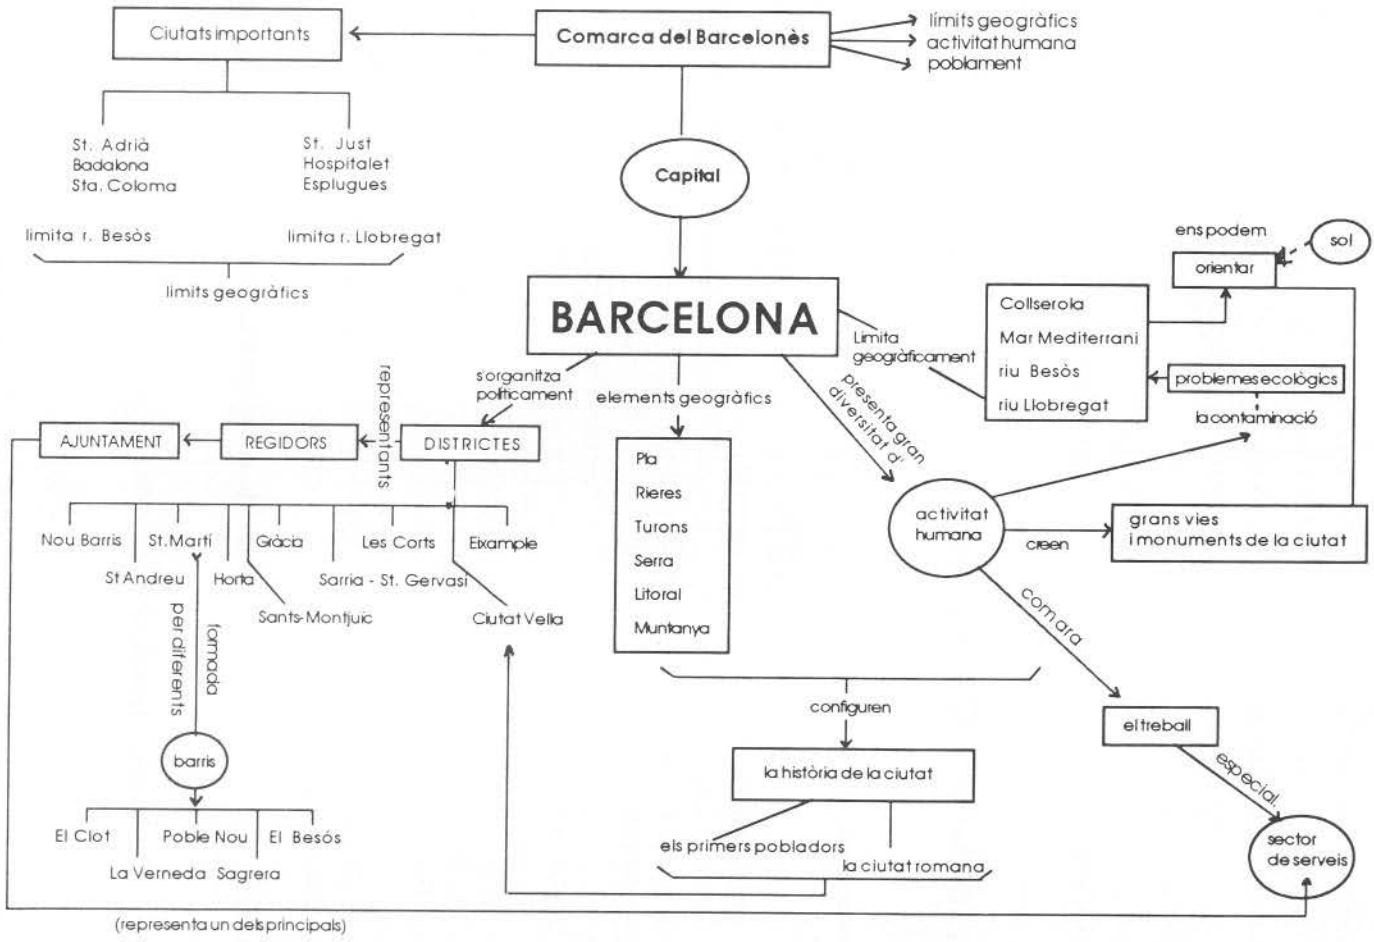 Ciutats importants
Comarca del Barcelonès
límits geogràfics
activitat humana
poblament
St. Adrià
Badalona
Sta. Coloma
St. Just
Hospitalet
Esplugues
Capital
limita r. Besòs
limita r. Llobregat
límits geogràfics
ens podem
sol
orientar
BARCELONA
Limita
geogràficament
Collserola
Mar Mediterrani
riu Besòs
riu Llobregat
problemes ecològics
la contaminació
s'organitza
políticament
elements geogràfics
presenta gran
diversitat d'
representants
AJUNTAMENT
REGIDORS
DISTRICTES
Pla
Rieres
Turons
Serra
Litoral
Muntanya
activitat
humana
creen
grans vies
i monuments de la ciutat
Nou Barris
St. Martí
Gràcia
Les Corts
Eixample
St Andreu
Horta
Sarria - St. Gervasi
Sants-Montjuic
Ciutat Vella
formada
per diferents
com ara
configuren
el treball
barris
la història de la ciutat
especial.
El Clot
Poble Nou
El Besós
La Verneda
Sagrera
els primers pobladors
la ciutat romana
sector
de serveis
(representa un dels principals)